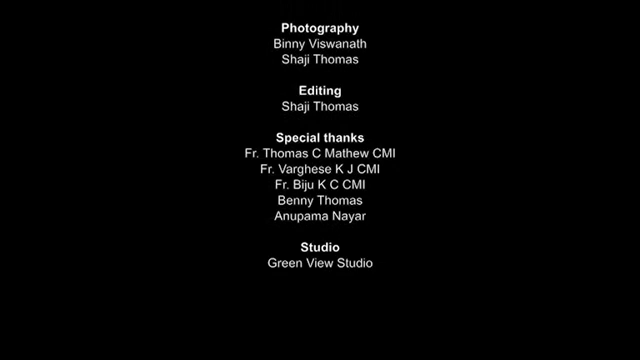 Photography
Binny Viswanath
Shaji Thomas
Editing
Shaji Thomas
Special thanks
Fr. Thomas C Mathew CMI
Fr. Varghese K J CMI
Fr. Biju K C CMI
Benny Thomas
Anupama Nayar
Studio
Green View Studio